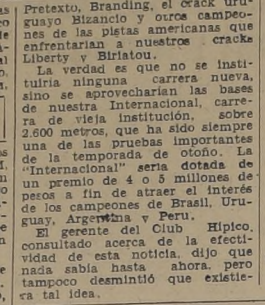 Pretexto, Branding, el crack uru-
guayo Bizancio y otros campeo-
nes de las pistas americanas que
enfrentarían a nuestros cracks
Liberty y Biriatou.
La verdad es que no se insti-
tuiría ninguna carrera nueva,
sino se aprovecharían las bases
de nuestra Internacional, carre-
ra de vieja institución, sobre
2.600 metros, que ha sido siempre
una de las pruebas importantes
de la temporada de otoño. La
"Internacional" sería dotada de
un premio de 4 o 5 millones de
pesos a fin de atraer el interés
de los campeones de Brasil, Uru-
guay, Argentina y Peru.
El gerente del Club Hípico,
consultado acerca de la efecti-
vidad de esta noticia, dijo que
nada sabía hasta ahora, pero
tampoco desmintió que existie-
ra tal idea.